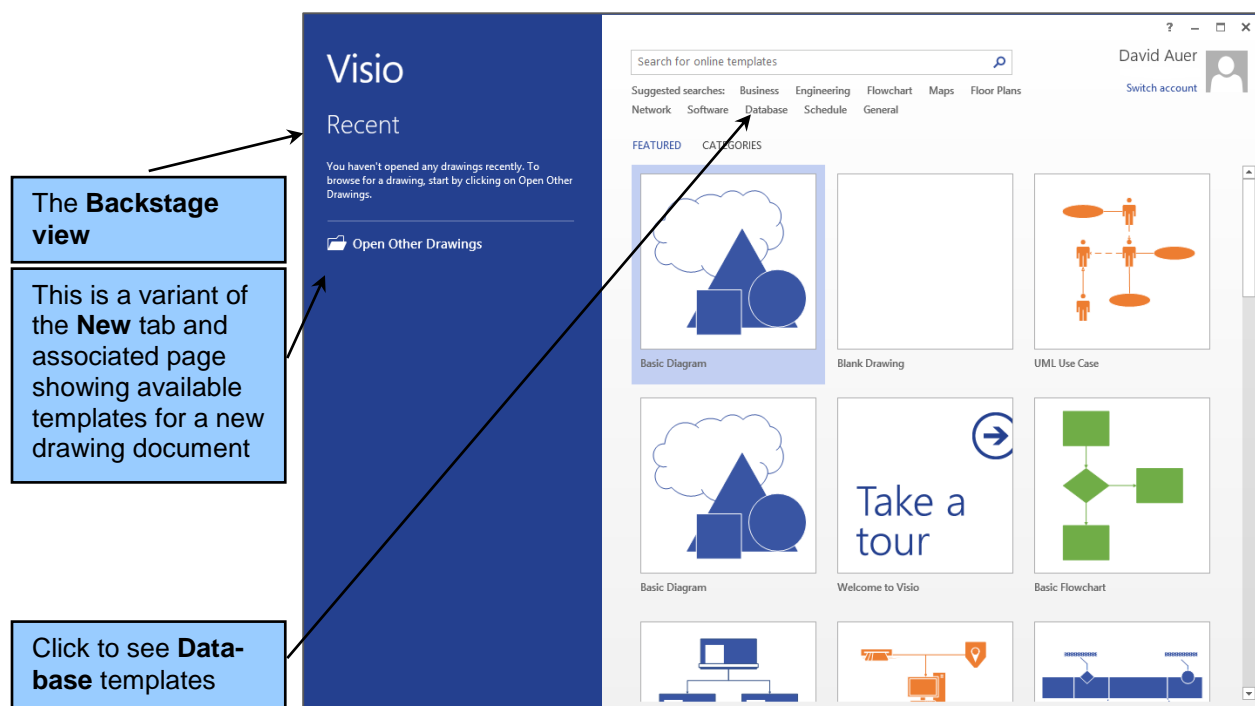 Visio
Recent
You haven't opened any drawings recently. To
browse for a drawing, start by clicking on Open Other
Drawings.
Open Other Drawings
? – □ X
David Auer
Switch account
Search for online templates
Suggested searches: Business Engineering Flowchart Maps Floor Plans
Network Software Database Schedule General
FEATURED CATEGORIES
Basic Diagram
Blank Drawing
UML Use Case
Take a
tour
Basic Diagram
Welcome to Visio
Basic Flowchart
The Backstage
view
This is a variant of
the New tab and
associated page
showing available
templates for a new
drawing document
Click to see Data-
base templates